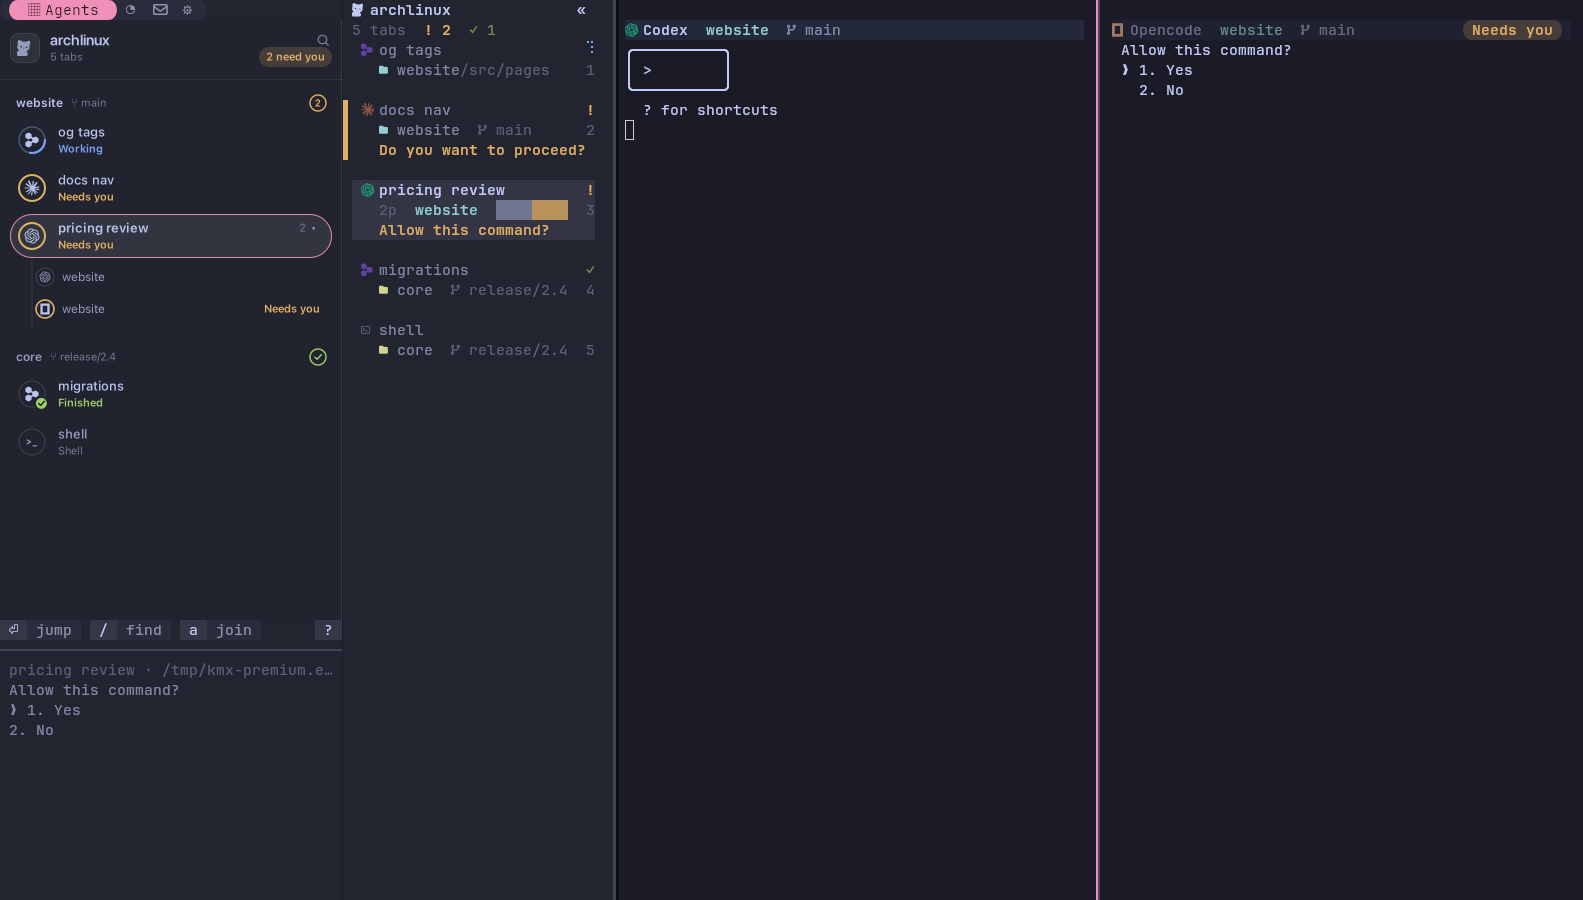 Agents
archlinux
5 tabs
2 need you
website main
2
og tags
Working
docs nav
Needs you
pricing review
2
Needs you
website
website
Needs you
core release/2.4
migrations
Finished
>_
shell
Shell
⏎ jump / find a join ?
pricing review · /tmp/kmx-premium.e…
Allow this command?
❯ 1. Yes
2. No
archlinux «
5 tabs ! 2 ✓ 1
og tags
website/src/pages 1
docs nav !
website main 2
Do you want to proceed?
pricing review !
2p website 3
Allow this command?
migrations ✓
core release/2.4 4
shell
core release/2.4 5
Codex website main
>
? for shortcuts
Opencode website main Needs you
Allow this command?
❯ 1. Yes
2. No